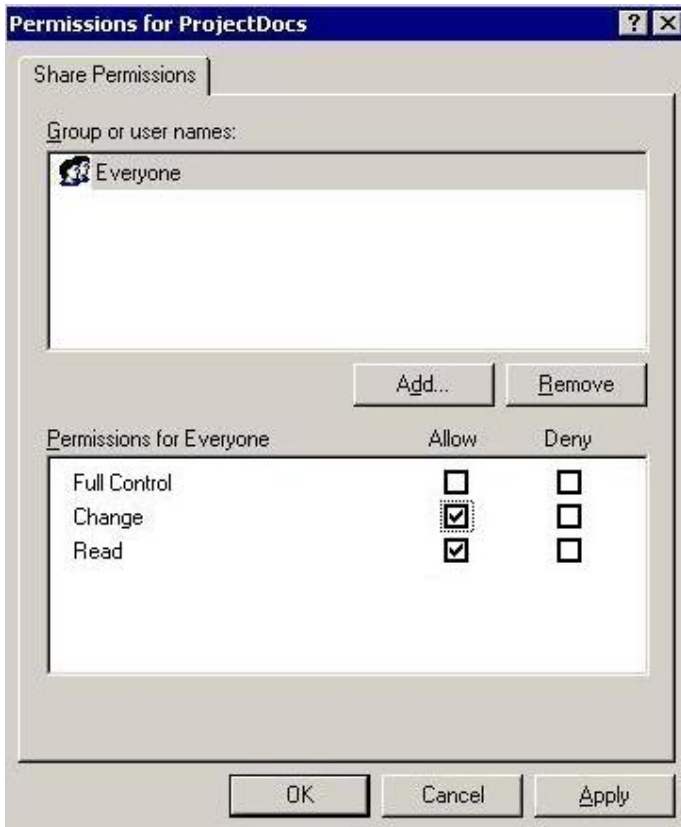 Permissions for ProjectDocs
Share Permissions
Group or user names:
Everyone
Add... Remove
Permissions for Everyone Allow Deny
Full Control
Change
Read
OK Cancel Apply